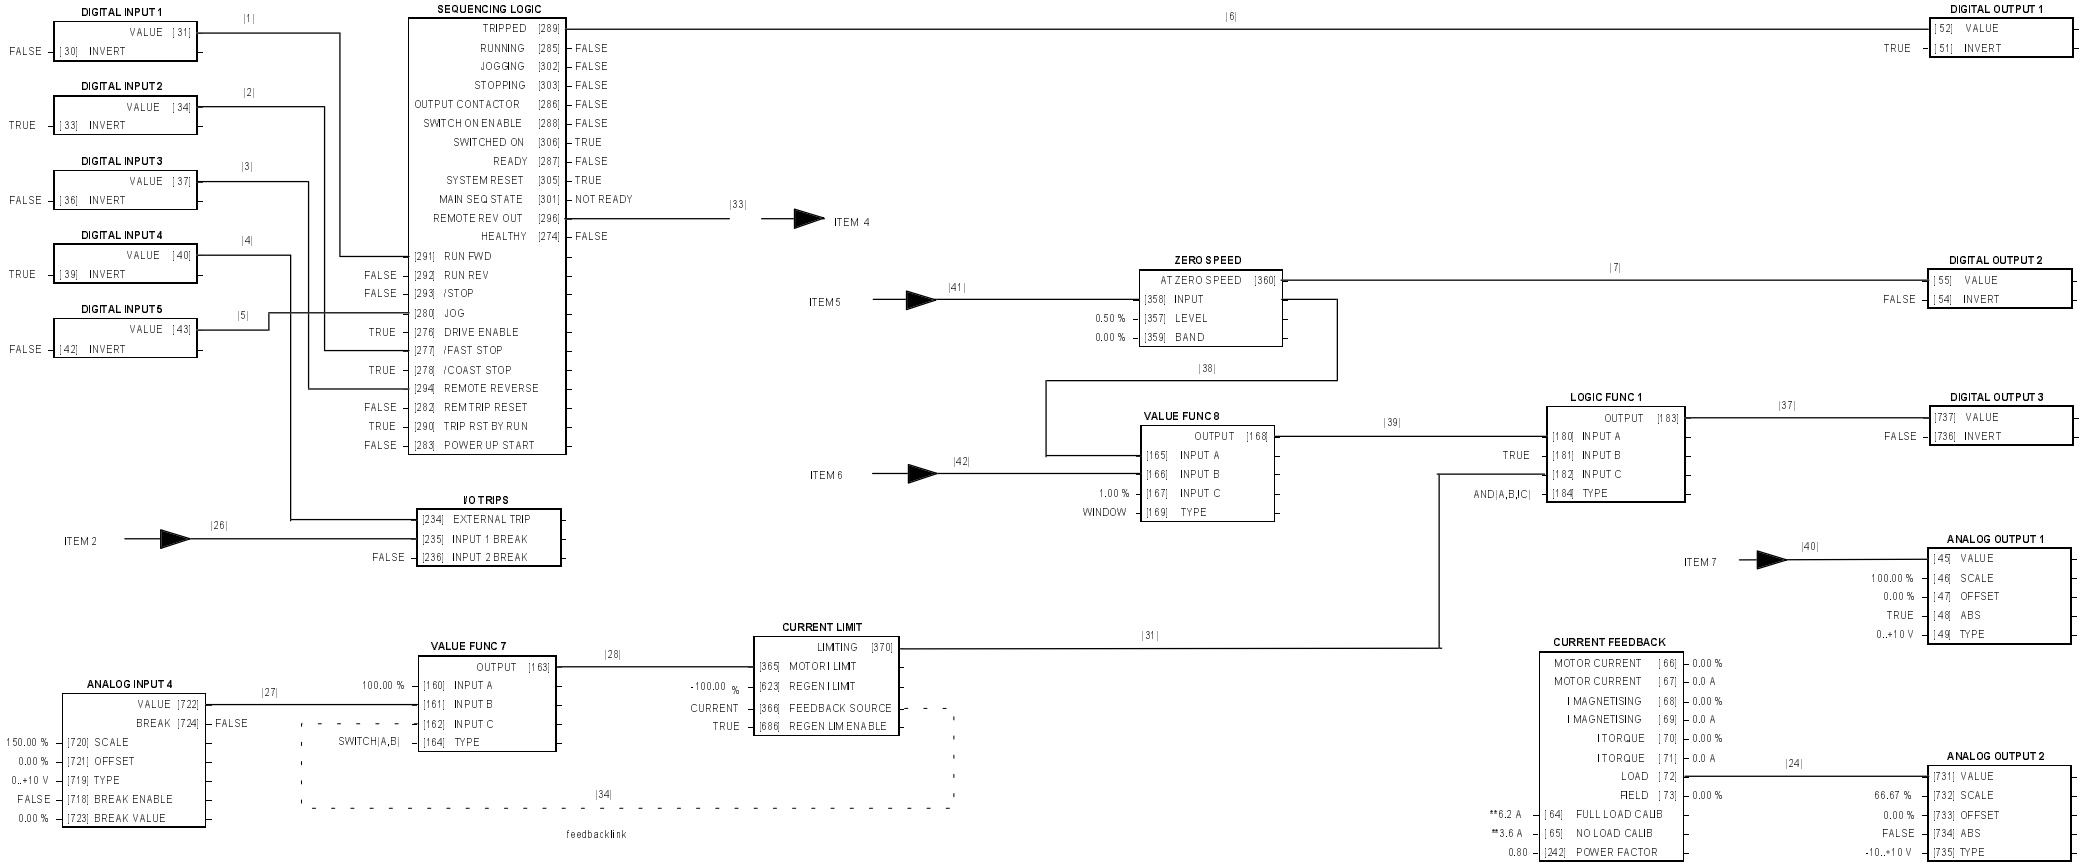 DIGITAL INPUT 1
VALUE [31]
FALSE [30] INVERT
|1|
DIGITAL INPUT 2
VALUE [34]
TRUE [33] INVERT
|2|
DIGITAL INPUT 3
VALUE [37]
FALSE [36] INVERT
|3|
DIGITAL INPUT 4
VALUE [40]
TRUE [39] INVERT
|4|
DIGITAL INPUT 5
VALUE [43]
FALSE [42] INVERT
|5|
SEQUENCING LOGIC
TRIPPED [289]
RUNNING [285] FALSE
JOGGING [302] FALSE
STOPPING [303] FALSE
OUTPUT CONTACTOR [286] FALSE
SWITCH ON ENABLE [288] FALSE
SWITCHED ON [306] TRUE
READY [287] FALSE
SYSTEM RESET [305] TRUE
MAIN SEQ STATE [301] NOT READY
REMOTE REV OUT [296]
HEALTHY [274] FALSE
[291] RUN FWD
FALSE [292] RUN REV
FALSE [293] /STOP
[280] JOG
TRUE [276] DRIVE ENABLE
[277] /FAST STOP
TRUE [278] /COAST STOP
[294] REMOTE REVERSE
FALSE [282] REM TRIP RESET
TRUE [290] TRIP RST BY RUN
FALSE [283] POWER UP START
|6|
|33|
ITEM 4
DIGITAL OUTPUT 1
[52] VALUE
TRUE [51] INVERT
ZERO SPEED
AT ZERO SPEED [360]
[358] INPUT
0.50 % [357] LEVEL
0.00 % [359] BAND
ITEM 5
|41|
|7|
|38|
DIGITAL OUTPUT 2
[55] VALUE
FALSE [54] INVERT
VALUE FUNC 8
OUTPUT [168]
[165] INPUT A
[166] INPUT B
1.00 % [167] INPUT C
WINDOW [169] TYPE
ITEM 6
|42|
|39|
LOGIC FUNC 1
OUTPUT [183]
[180] INPUT A
TRUE [181] INPUT B
[182] INPUT C
AND(A,B,!C) [184] TYPE
|37|
DIGITAL OUTPUT 3
[737] VALUE
FALSE [736] INVERT
I/O TRIPS
[234] EXTERNAL TRIP
[235] INPUT 1 BREAK
FALSE [236] INPUT 2 BREAK
ITEM 2
|26|
ITEM 7
|40|
ANALOG OUTPUT 1
[45] VALUE
100.00 % [46] SCALE
0.00 % [47] OFFSET
TRUE [48] ABS
0..+10 V [49] TYPE
ANALOG INPUT 4
VALUE [722]
BREAK [724] FALSE
150.00 % [720] SCALE
0.00 % [721] OFFSET
0..+10 V [719] TYPE
FALSE [718] BREAK ENABLE
0.00 % [723] BREAK VALUE
|27|
VALUE FUNC 7
OUTPUT [163]
100.00 % [160] INPUT A
[161] INPUT B
[162] INPUT C
SWITCH(A,B) [164] TYPE
|28|
CURRENT LIMIT
LIMITING [370]
[365] MOTOR I LIMIT
-100.00 % [623] REGEN I LIMIT
CURRENT [366] FEEDBACK SOURCE
TRUE [686] REGEN LIM ENABLE
|31|
|34|
feedback link
CURRENT FEEDBACK
MOTOR CURRENT [66] 0.00 %
MOTOR CURRENT [67] 0.0 A
I MAGNETISING [68] 0.00 %
I MAGNETISING [69] 0.0 A
I TORQUE [70] 0.00 %
I TORQUE [71] 0.0 A
LOAD [72]
FIELD [73] 0.00 %
**6.2 A [64] FULL LOAD CALIB
**3.6 A [65] NO LOAD CALIB
0.80 [242] POWER FACTOR
|24|
ANALOG OUTPUT 2
[731] VALUE
66.67 % [732] SCALE
0.00 % [733] OFFSET
FALSE [734] ABS
-10..+10 V [735] TYPE